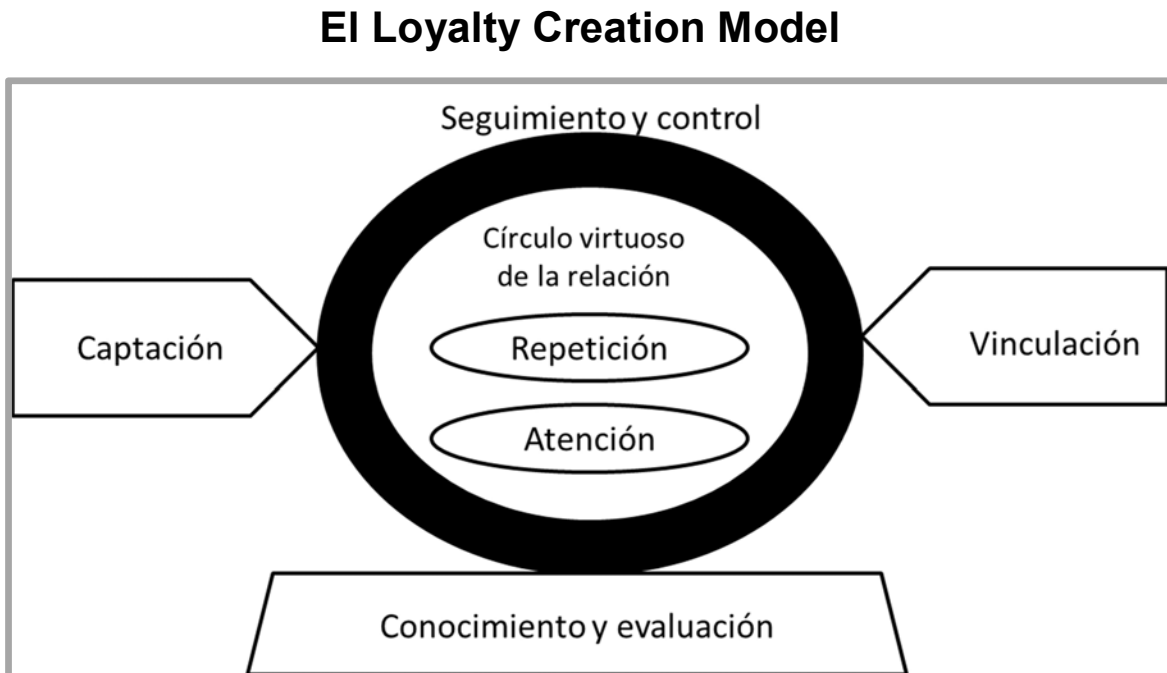 El Loyalty Creation Model
Seguimiento y control
Círculo virtuoso
de la relación
Captación
Repetición
Vinculación
Atención
Conocimiento y evaluación